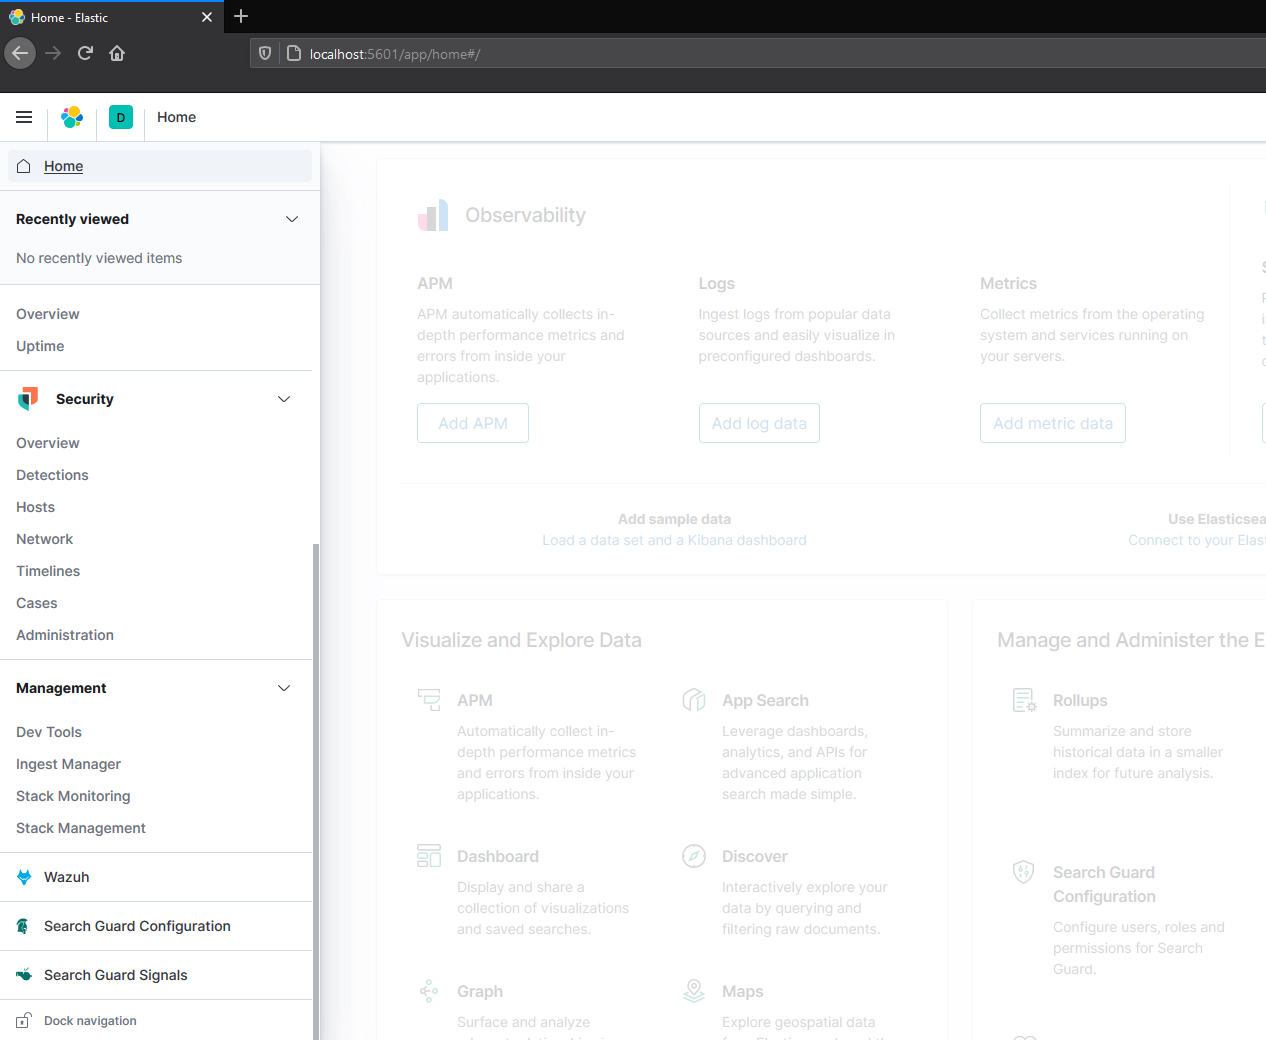 Home - Elastic
localhost:5601/app/home#/
D
Home
Home
Recently viewed
No recently viewed items
Overview
Uptime
Security
Overview
Detections
Hosts
Network
Timelines
Cases
Administration
Management
Dev Tools
Ingest Manager
Stack Monitoring
Stack Management
Wazuh
Search Guard Configuration
Search Guard Signals
Dock navigation
Observability
APM
APM automatically collects in-
depth performance metrics and
errors from inside your
applications.
Add APM
Logs
Ingest logs from popular data
sources and easily visualize in
preconfigured dashboards.
Add log data
Metrics
Collect metrics from the operating
system and services running on
your servers.
Add metric data
Add sample data
Load a data set and a Kibana dashboard
Use Elasticsea
Connect to your Elast
Visualize and Explore Data
APM
Automatically collect in-
depth performance metrics
and errors from inside your
applications.
App Search
Leverage dashboards,
analytics, and APIs for
advanced application
search made simple.
Dashboard
Display and share a
collection of visualizations
and saved searches.
Discover
Interactively explore your
data by querying and
filtering raw documents.
Graph
Surface and analyze
Maps
Explore geospatial data
Manage and Administer the E
Rollups
Summarize and store
historical data in a smaller
index for future analysis.
Search Guard
Configuration
Configure users, roles and
permissions for Search
Guard.